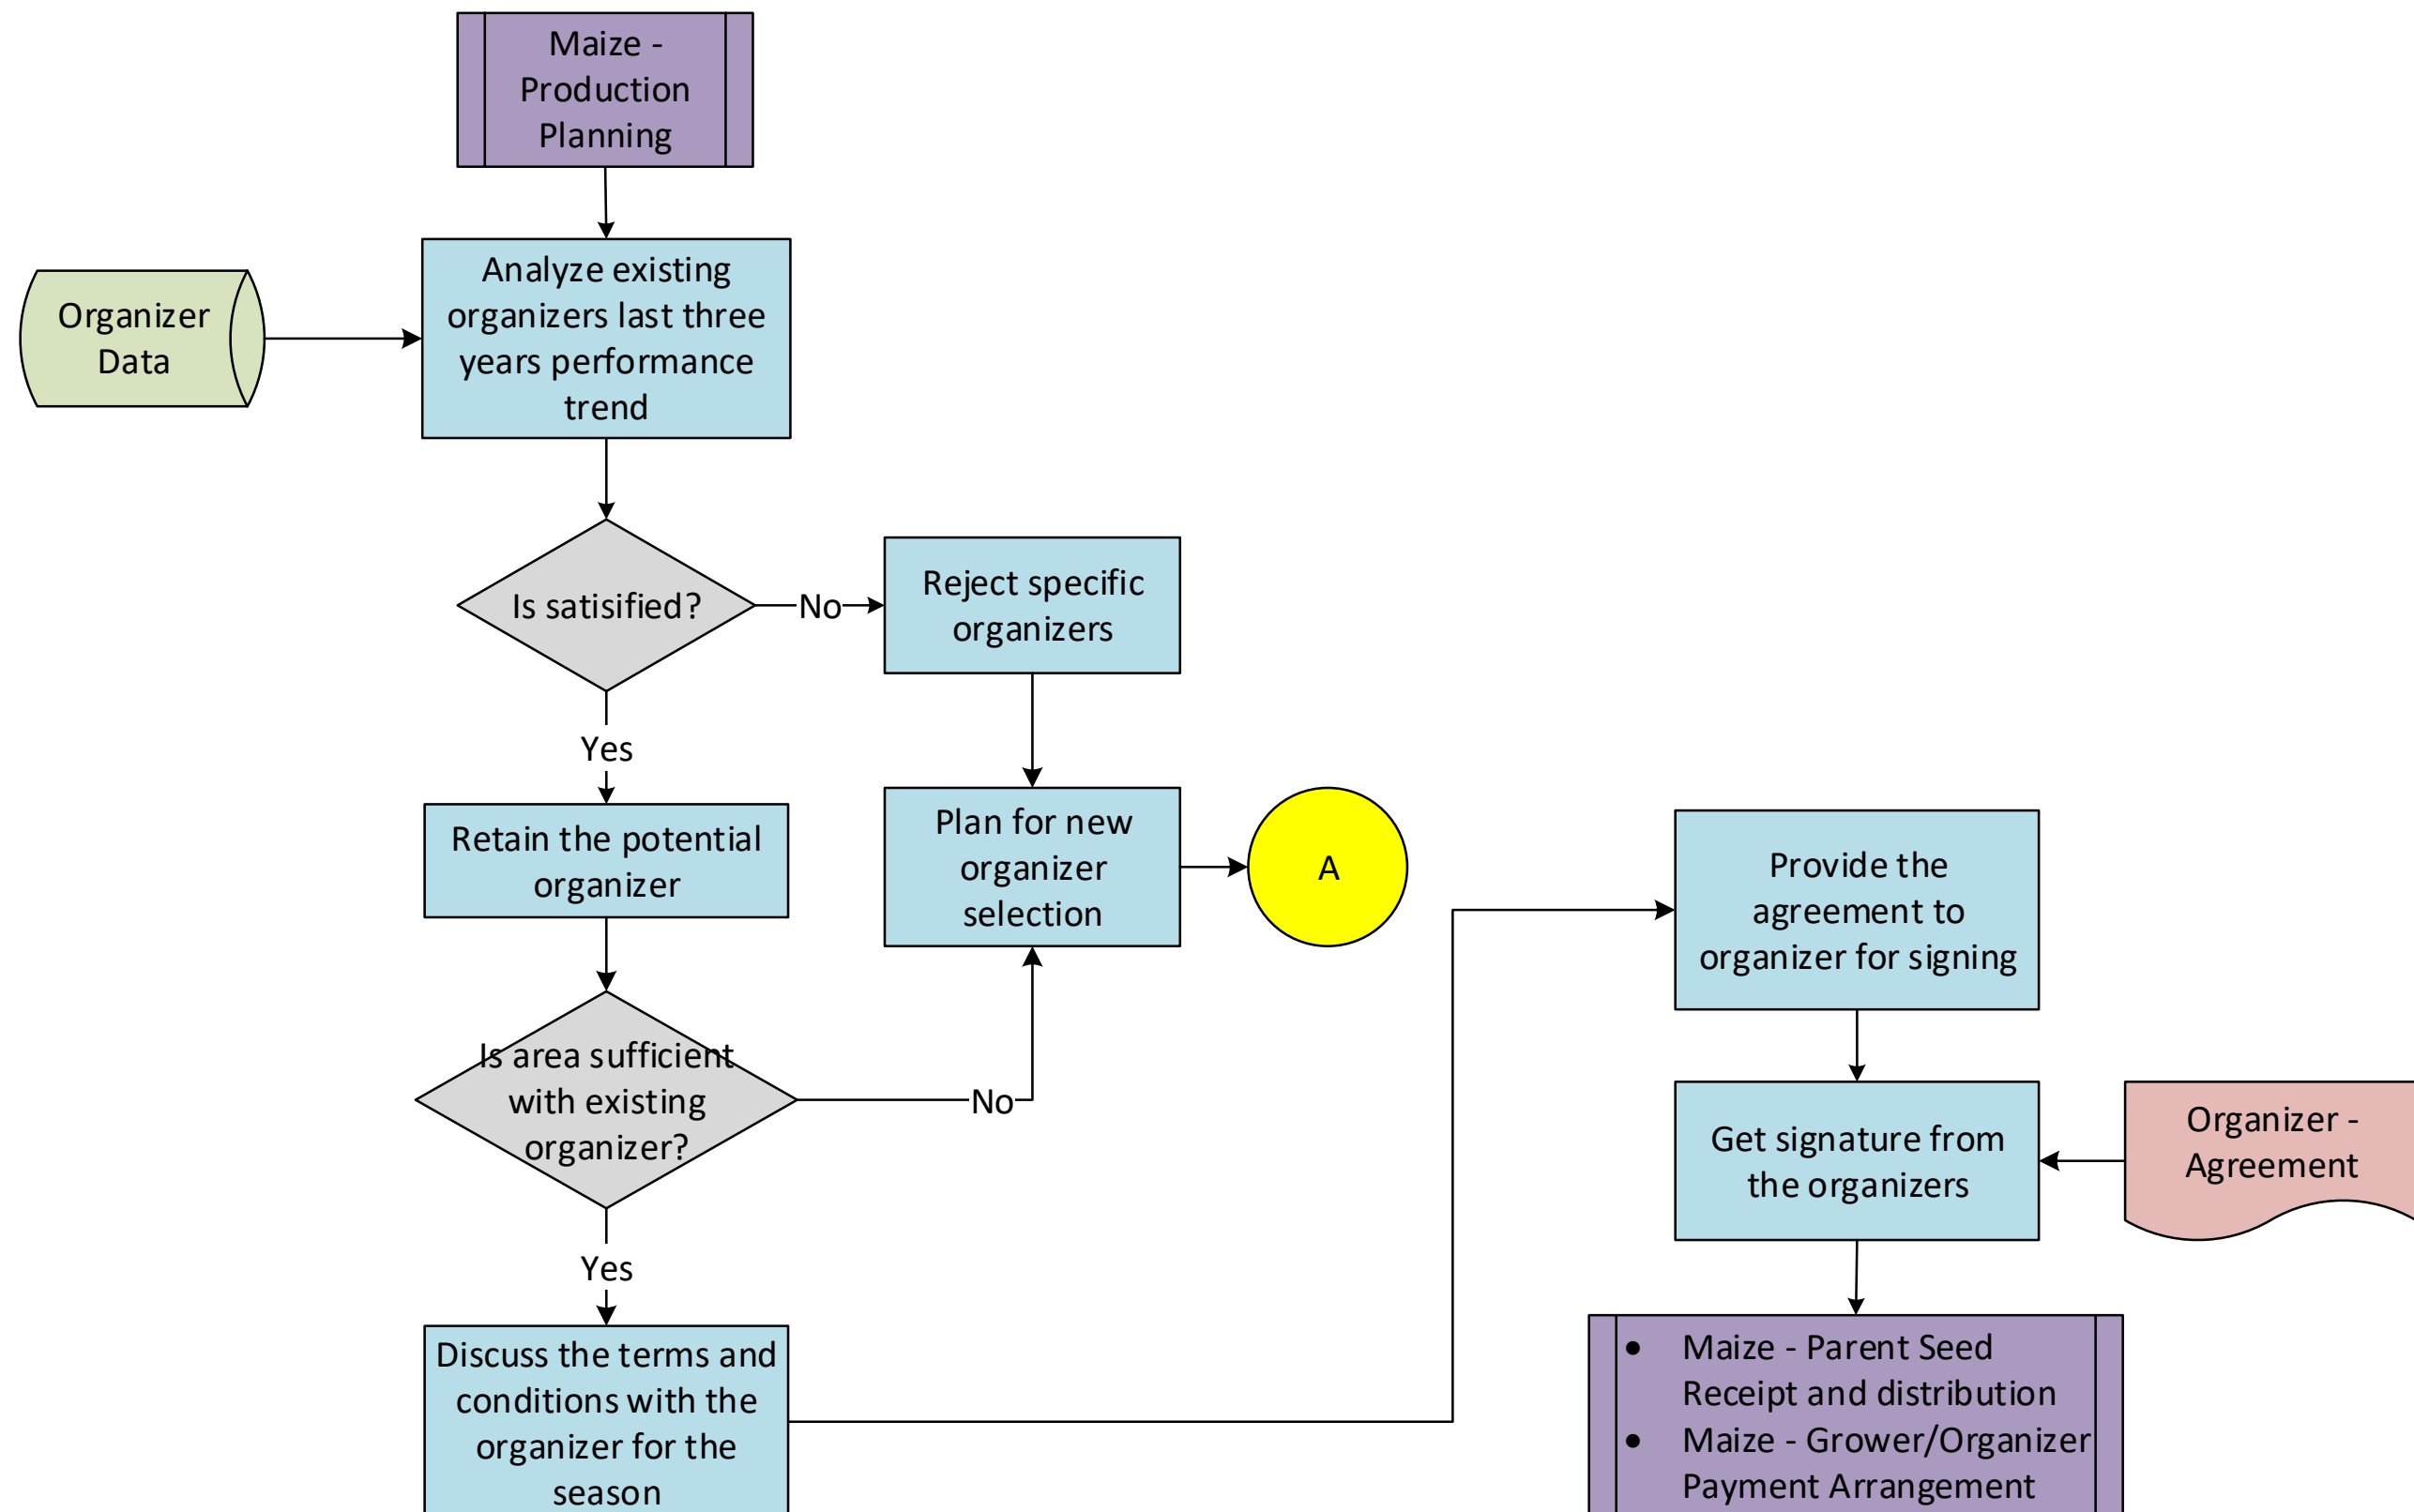 Maize -
Production
Planning
Organizer
Data
Analyze existing
organizers last three
years performance
trend
Is satisified?
No
Reject specific
organizers
Yes
Retain the potential
organizer
Plan for new
organizer
selection
A
Is area sufficient
with existing
organizer?
No
Yes
Discuss the terms and
conditions with the
organizer for the
season
Provide the
agreement to
organizer for signing
Get signature from
the organizers
Organizer -
Agreement
• Maize - Parent Seed
Receipt and distribution
• Maize - Grower/Organizer
Payment Arrangement